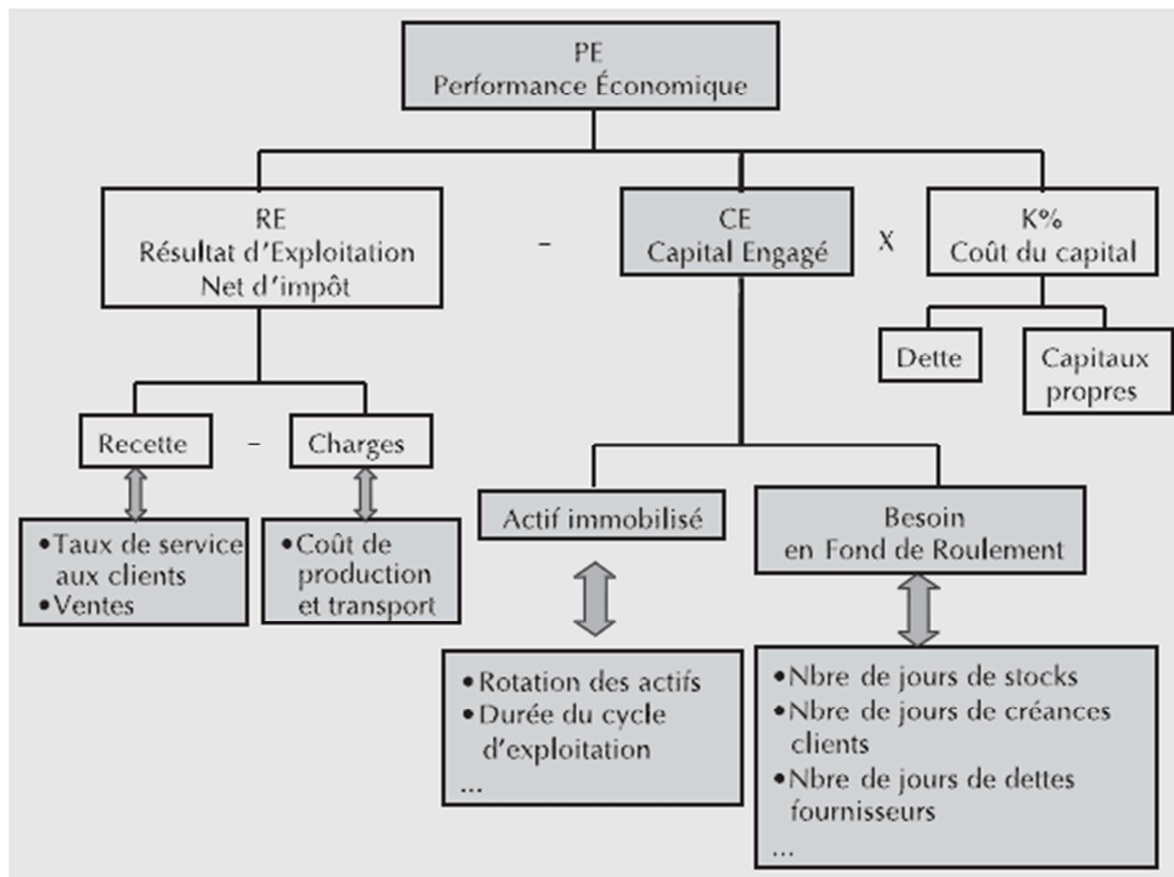 PE
Performance Économique
RE
Résultat d'Exploitation
Net d'impôt
–
CE
Capital Engagé
X
K%
Coût du capital
Dette
Capitaux
propres
Recette
–
Charges
•Taux de service
aux clients
•Ventes
•Coût de
production
et transport
Actif immobilisé
Besoin
en Fond de Roulement
•Rotation des actifs
•Durée du cycle
d'exploitation
...
•Nbre de jours de stocks
•Nbre de jours de créances
clients
•Nbre de jours de dettes
fournisseurs
...